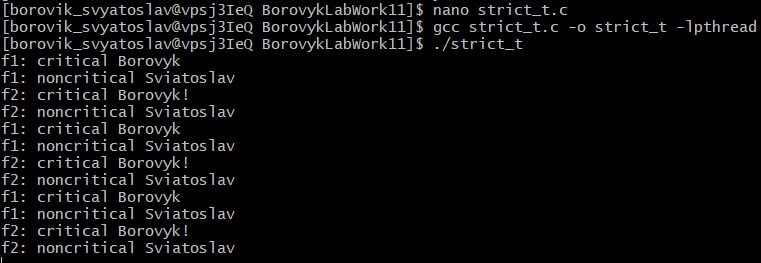 [borovik_svyatoslav@vpsj3IeQ BorovykLabWork11]$ nano strict_t.c
[borovik_svyatoslav@vpsj3IeQ BorovykLabWork11]$ gcc strict_t.c -o strict_t -lpthread
[borovik_svyatoslav@vpsj3IeQ BorovykLabWork11]$ ./strict_t
f1: critical Borovyk
f1: noncritical Sviatoslav
f2: critical Borovyk!
f2: noncritical Sviatoslav
f1: critical Borovyk
f1: noncritical Sviatoslav
f2: critical Borovyk!
f2: noncritical Sviatoslav
f1: critical Borovyk
f1: noncritical Sviatoslav
f2: critical Borovyk!
f2: noncritical Sviatoslav